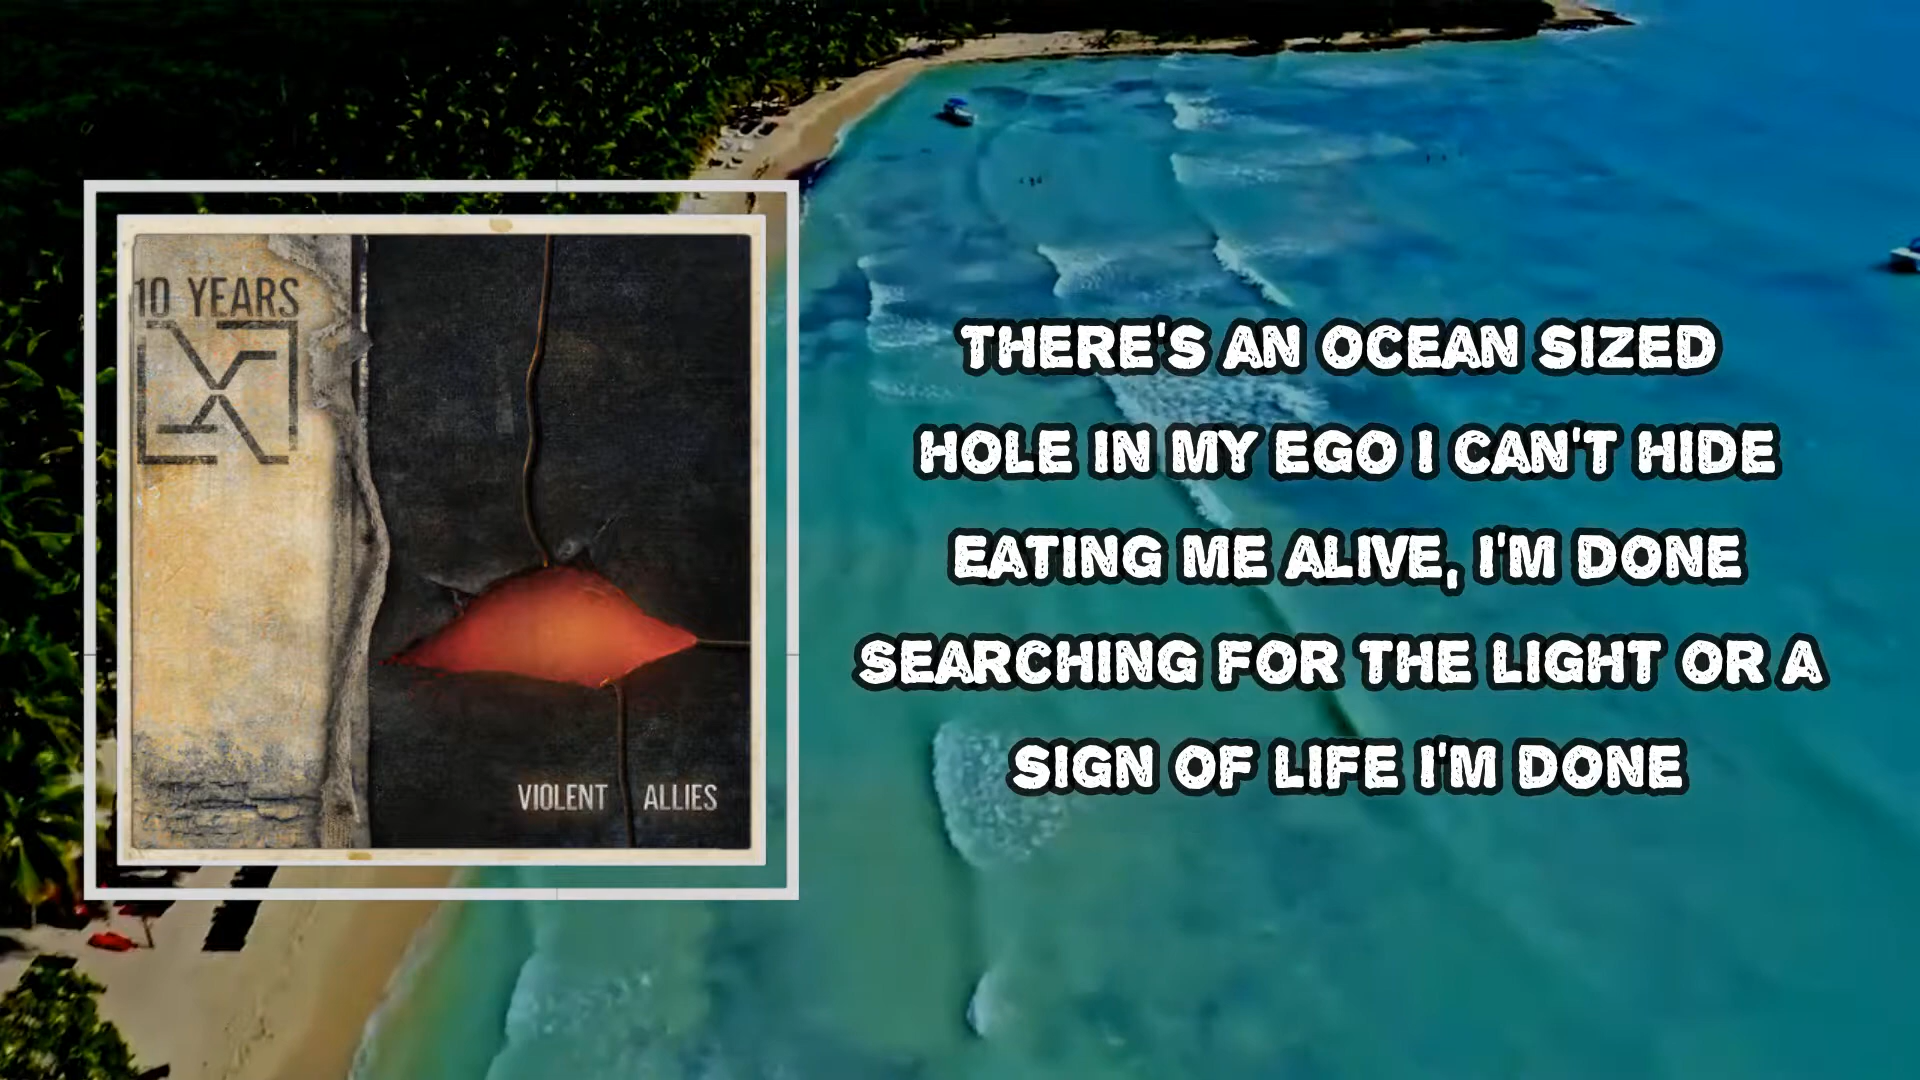 10 YEARS
VIOLENT ALLIES
THERE'S AN OCEAN SIZED
HOLE IN MY EGO I CAN'T HIDE
EATING ME ALIVE, I'M DONE
SEARCHING FOR THE LIGHT OR A
SIGN OF LIFE I'M DONE